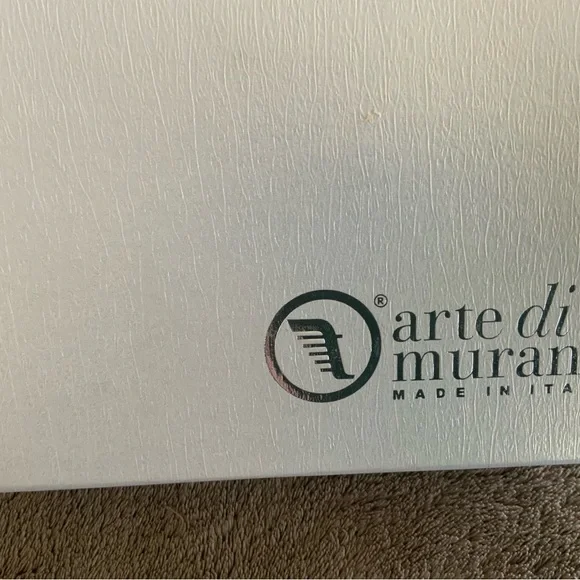 ® arte di
muran
MADE IN ITA